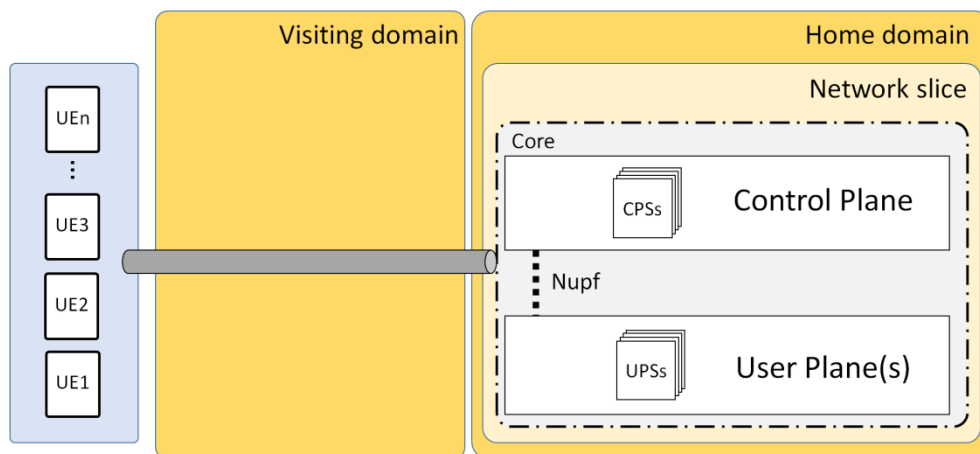 Visiting domain
Home domain
Network slice
UEn
...
UE3
UE2
UE1
Core
CPSs
Control Plane
Nupf
UPSs
User Plane(s)